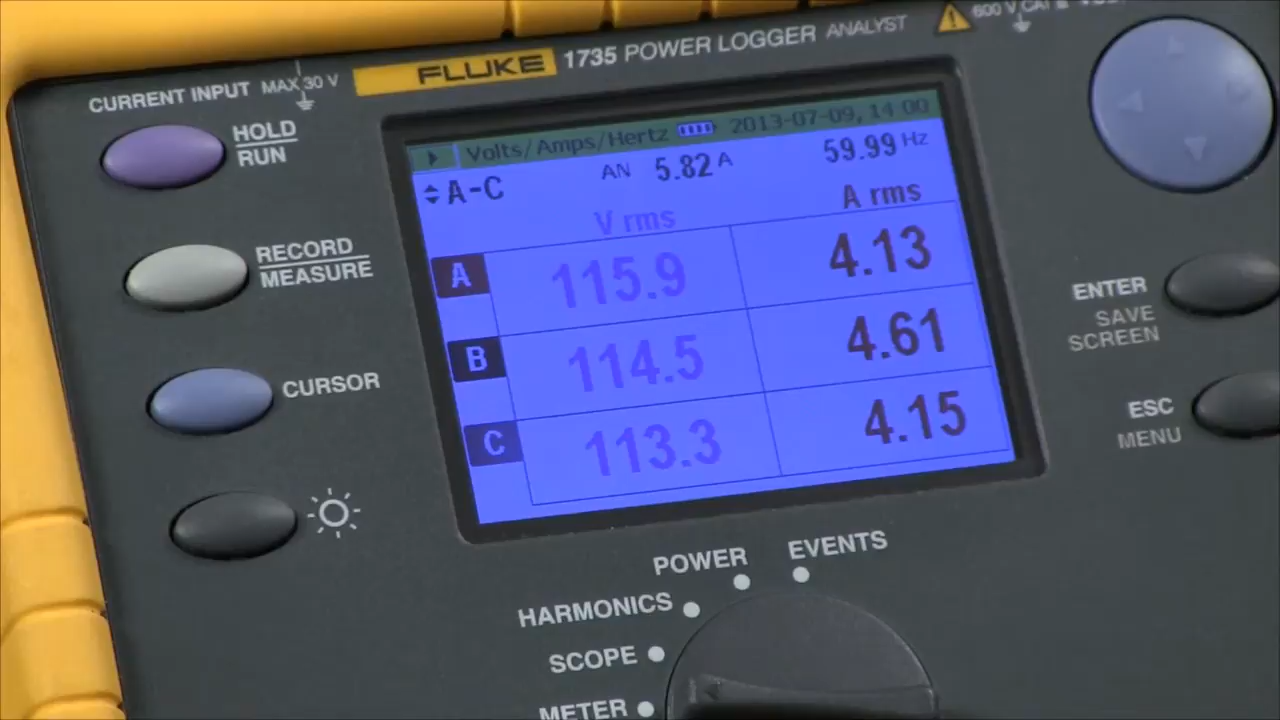 CURRENT INPUT MAX 30 V
FLUKE 1735 POWER LOGGER ANALYST
600 V CAT
HOLD
RUN
RECORD
MEASURE
CURSOR
Volts/Amps/Hertz 2013-07-09, 14:00
A-C AN 5.82 A 59.99 Hz
V rms A rms
A 115.9 4.13
B 114.5 4.61
C 113.3 4.15
ENTER
SAVE
SCREEN
ESC
MENU
POWER EVENTS
HARMONICS
SCOPE
METER